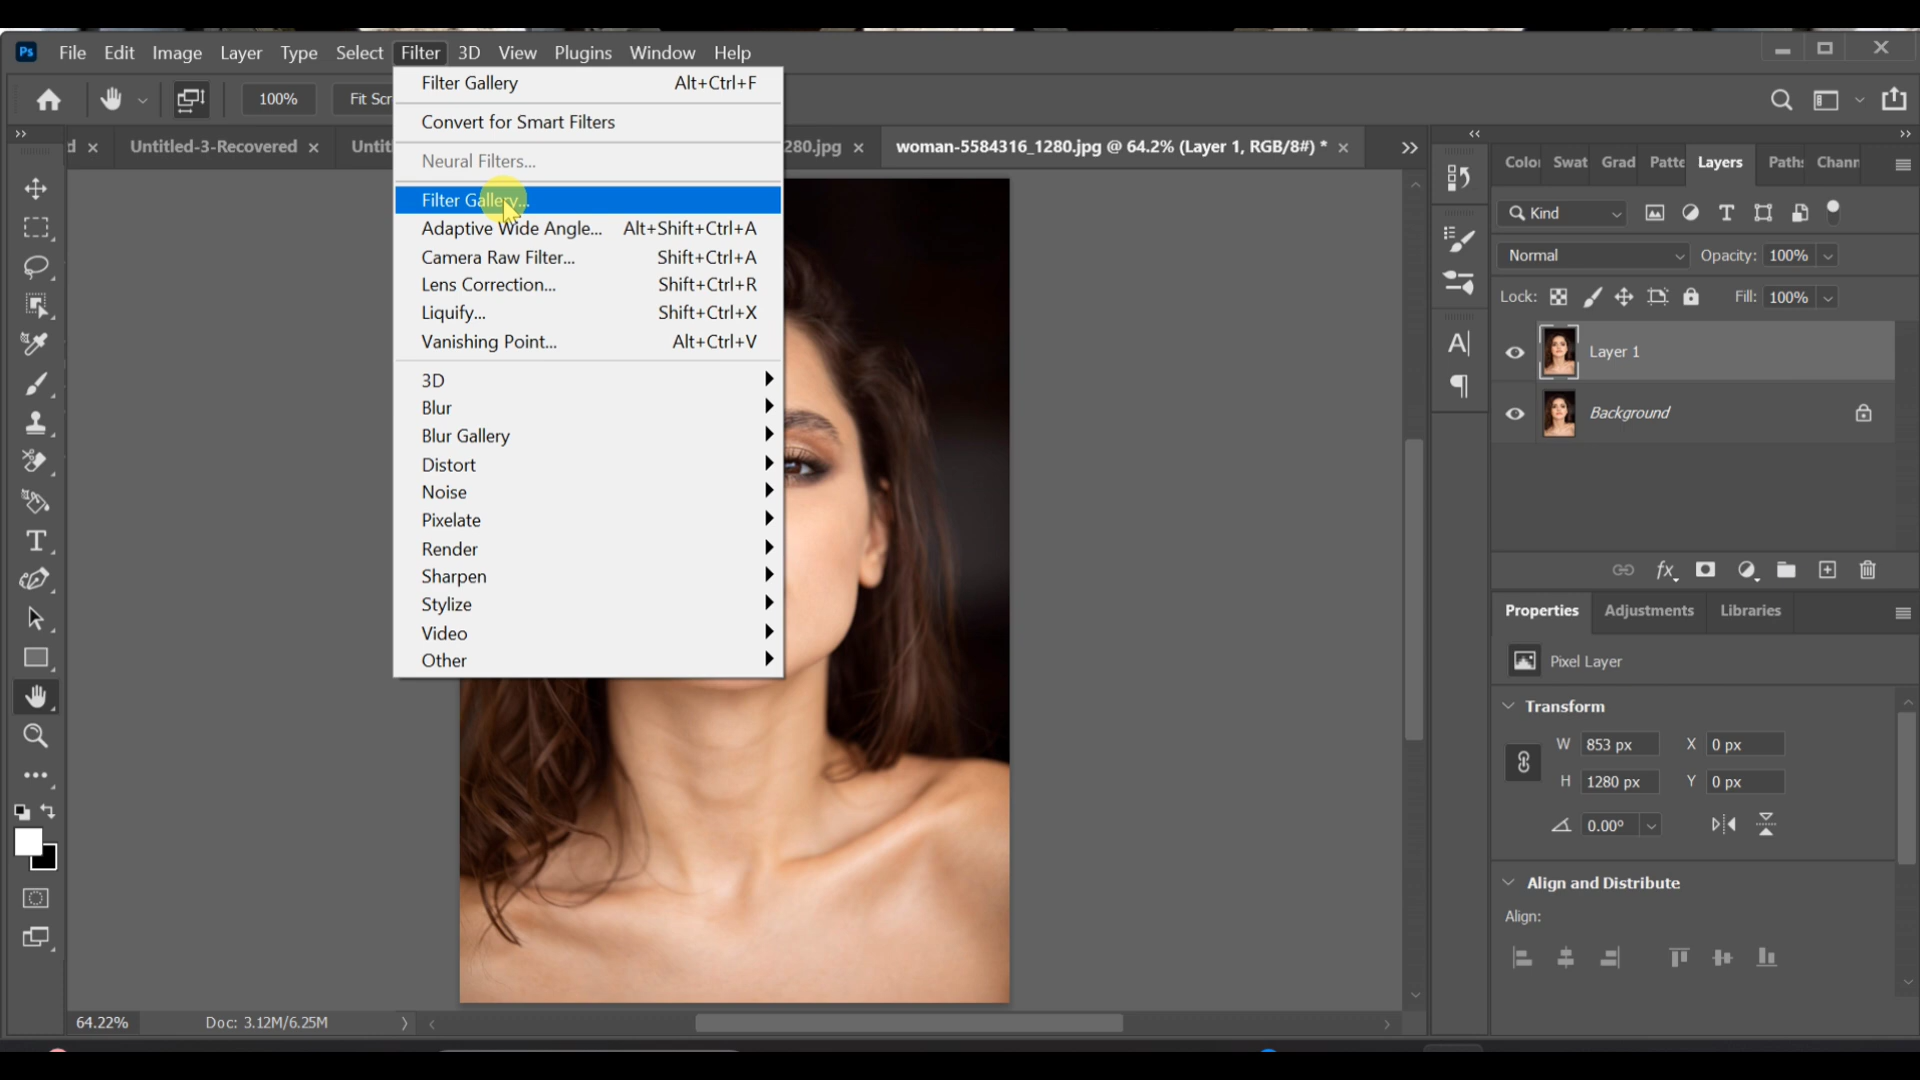 Ps File Edit Image Layer Type Select Filter 3D View Plugins Window Help
100% Fit Scr
d × Untitled-3-Recovered × Untit 280.jpg × woman-5584316_1280.jpg @ 64.2% (Layer 1, RGB/8#) * ×
Filter Gallery Alt+Ctrl+F
Convert for Smart Filters
Neural Filters...
Filter Gallery...
Adaptive Wide Angle... Alt+Shift+Ctrl+A
Camera Raw Filter... Shift+Ctrl+A
Lens Correction... Shift+Ctrl+R
Liquify... Shift+Ctrl+X
Vanishing Point... Alt+Ctrl+V
3D
Blur
Blur Gallery
Distort
Noise
Pixelate
Render
Sharpen
Stylize
Video
Other
Colo Swat Grad Patte Layers Paths Chann
Kind
Normal Opacity: 100%
Lock: Fill: 100%
Layer 1
Background
fx
Properties Adjustments Libraries
Pixel Layer
Transform
W 853 px X 0 px
H 1280 px Y 0 px
0.00°
Align and Distribute
Align:
64.22% Doc: 3.12M/6.25M